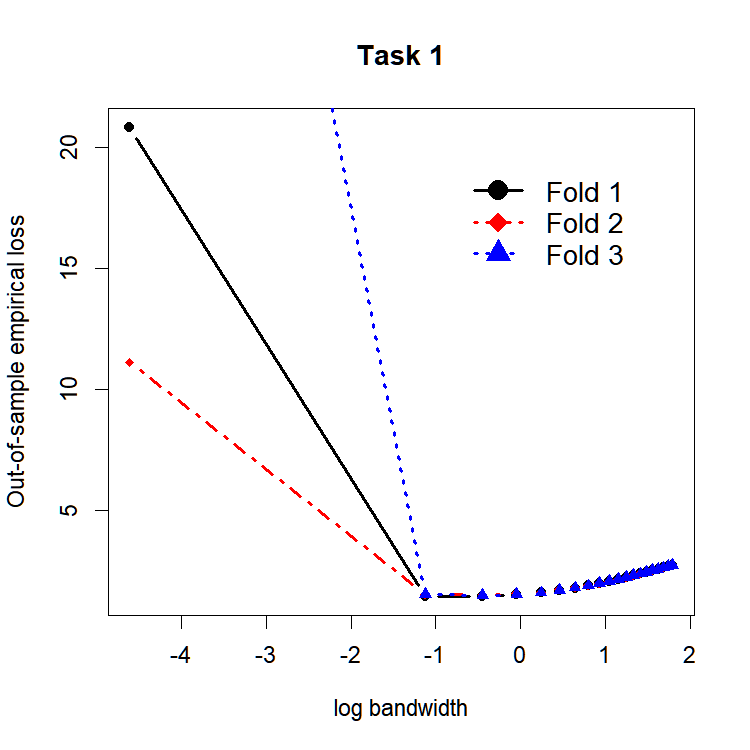 Task 1
Out-of-sample empirical loss
20
15
10
5
Fold 1
Fold 2
Fold 3
-4 -3 -2 -1 0 1 2
log bandwidth